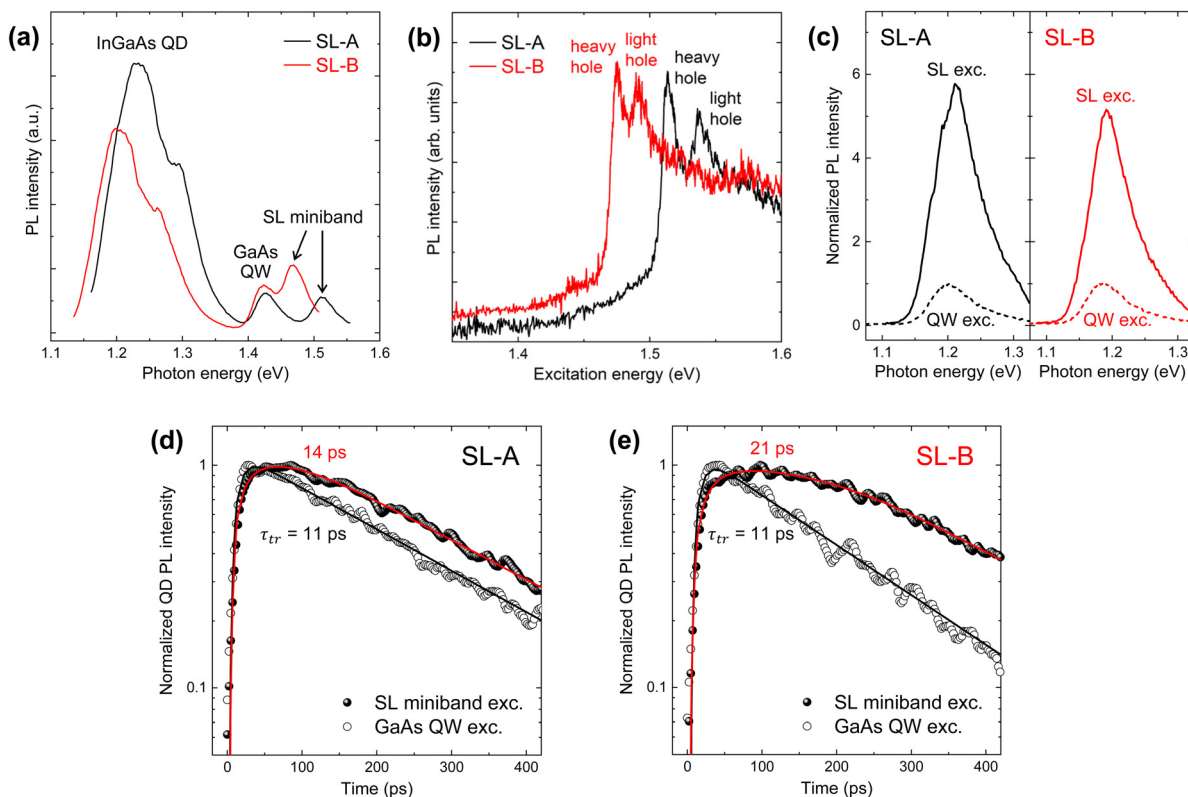 (a)
InGaAs QD
SL-A
SL-B
SL miniband
GaAs
QW
PL intensity (a.u.)
1.1 1.2 1.3 1.4 1.5 1.6
Photon energy (eV)
(b)
SL-A
SL-B
heavy
hole
light
hole
heavy
hole
light
hole
PL intensity (arb. units)
1.4 1.5 1.6
Excitation energy (eV)
(c)
SL-A
SL exc.
QW exc.
Normalized PL intensity
6
4
2
0
1.1 1.2 1.3
Photon energy (eV)
SL-B
SL exc.
QW exc.
1.1 1.2 1.3
Photon energy (eV)
(d)
14 ps
SL-A
τtr = 11 ps
SL miniband exc.
GaAs QW exc.
Normalized QD PL intensity
1
0.1
0 100 200 300 400
Time (ps)
(e)
21 ps
SL-B
τtr = 11 ps
SL miniband exc.
GaAs QW exc.
Normalized QD PL intensity
1
0.1
0 100 200 300 400
Time (ps)